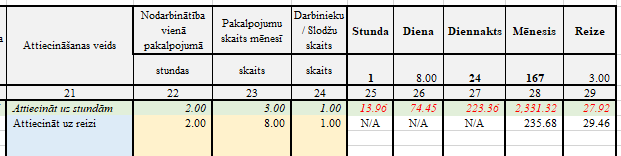 Nodarbinātība Darbinieku
vienā Pakalpojumu / Slodžu
Attiecināšanas veids pakalpojumā skaits mēnesī skaits Stunda Diena Diennakts Mēnesis Reize
stundas skaits skaits 1 8.00 24 167 3.00
21 22 23 24 25 26 27 28 29
Attiecināt uz stundām 2.00 3.00 1.00 13.96 74.45 223.36 2,331.32 27.92
Attiecināt uz reizi 2.00 8.00 1.00 N/A N/A N/A 235.68 29.46